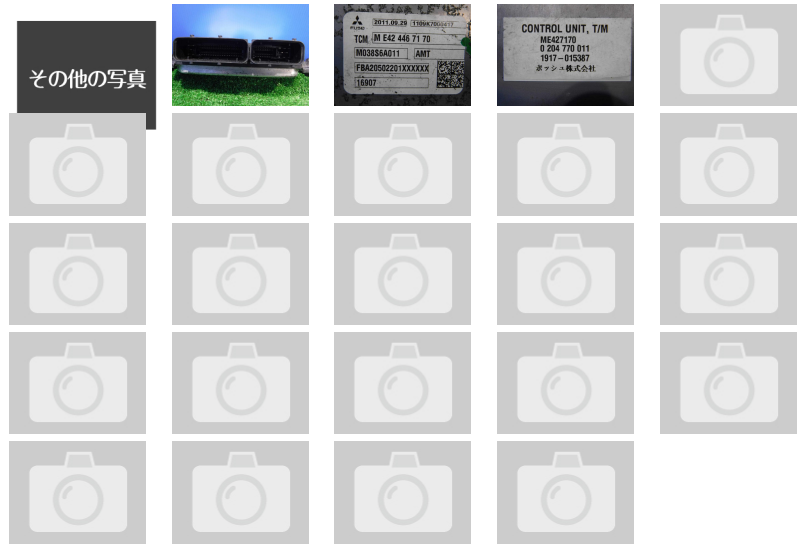 その他の写真
FUSO
2011.09.29
TCM
M E42 446 71 70
M038S6A011
AMT
FBA20502201XXXXXX
16907
CONTROL UNIT, T/M
ME427170
0 204 770 011
1917-015387
ボッシュ株式会社